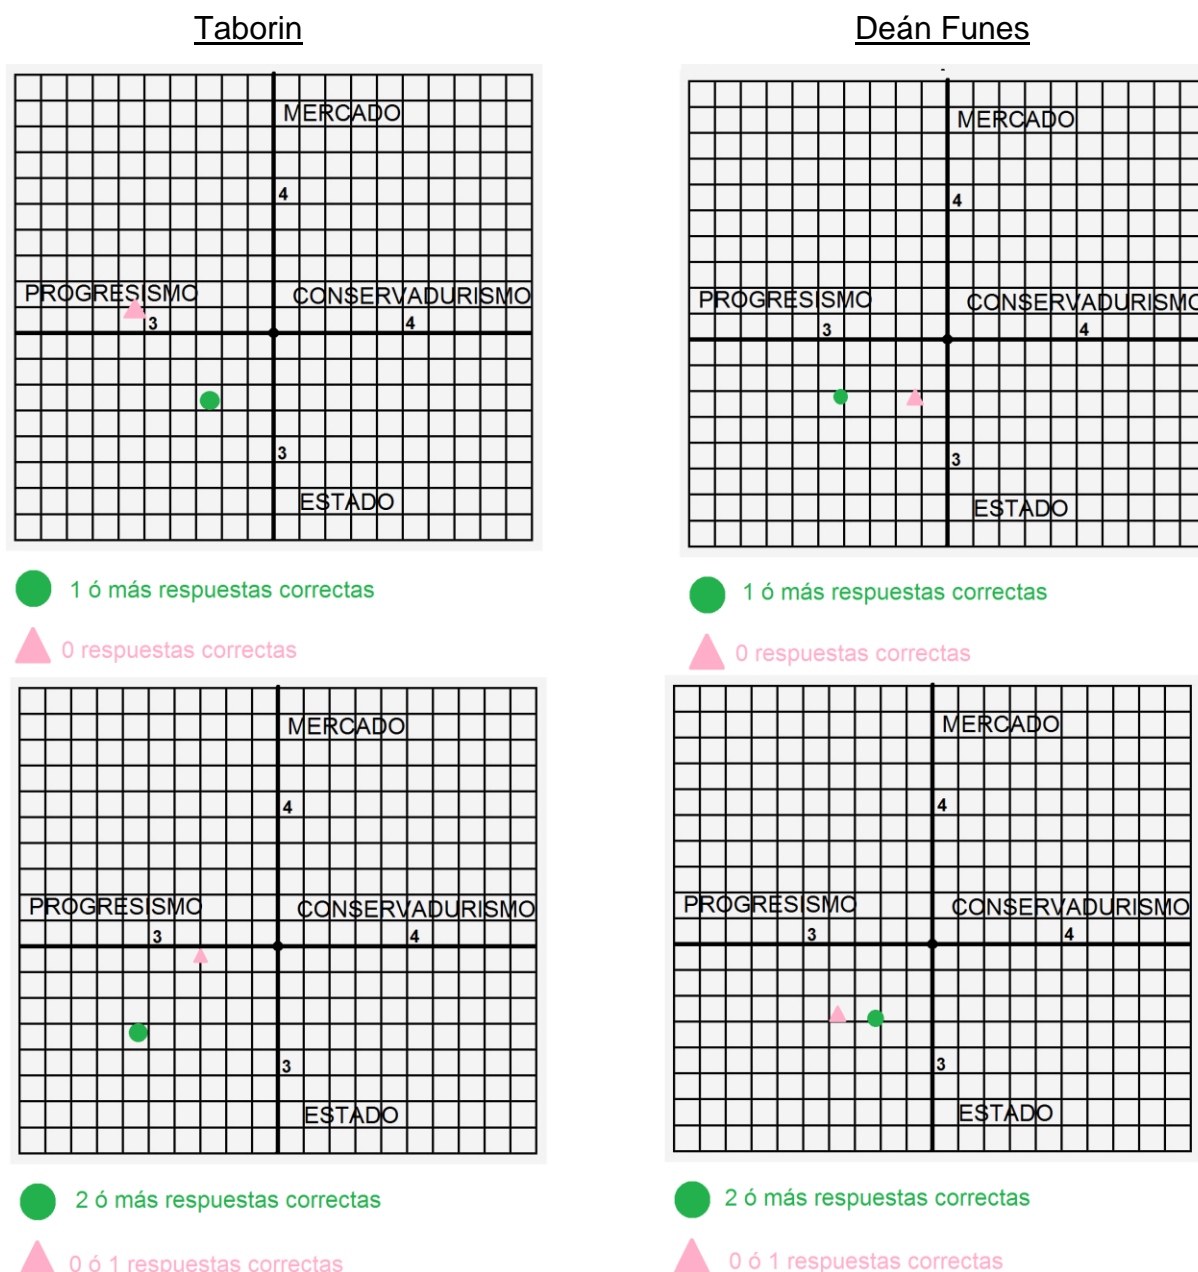 Taborin
MERCADO
4
PROGRESISMO
CONSERVADURISMO
3
4
3
ESTADO
1 ó más respuestas correctas
0 respuestas correctas
Deán Funes
MERCADO
4
PROGRESISMO
CONSERVADURISMO
3
4
3
ESTADO
1 ó más respuestas correctas
0 respuestas correctas
MERCADO
4
PROGRESISMO
CONSERVADURISMO
3
4
3
ESTADO
2 ó más respuestas correctas
0 ó 1 respuestas correctas
MERCADO
4
PROGRESISMO
CONSERVADURISMO
3
4
3
ESTADO
2 ó más respuestas correctas
0 ó 1 respuestas correctas